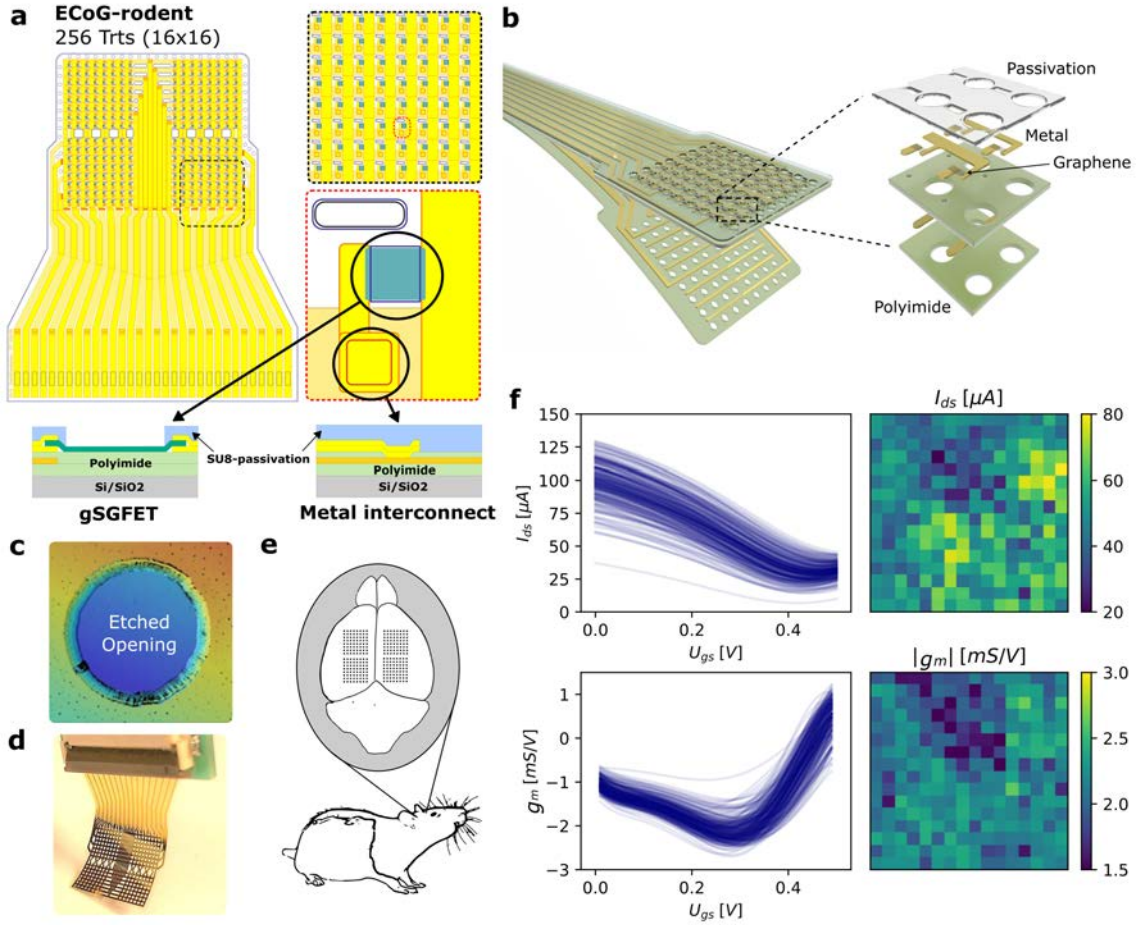 a
ECoG-rodent
256 Trts (16x16)
Polyimide
Si/SiO2
gSGFET
SU8-passivation
Polyimide
Si/SiO2
Metal interconnect
b
Passivation
Metal
Graphene
Polyimide
c
Etched
Opening
d
e
f
I_ds [μA]
150
125
100
75
50
25
0
0.0
0.2
0.4
U_gs [V]
I_ds [μA]
80
60
40
20
g_m [mS/V]
1
0
−1
−2
−3
0.0
0.2
0.4
U_gs [V]
|g_m| [mS/V]
3.0
2.5
2.0
1.5